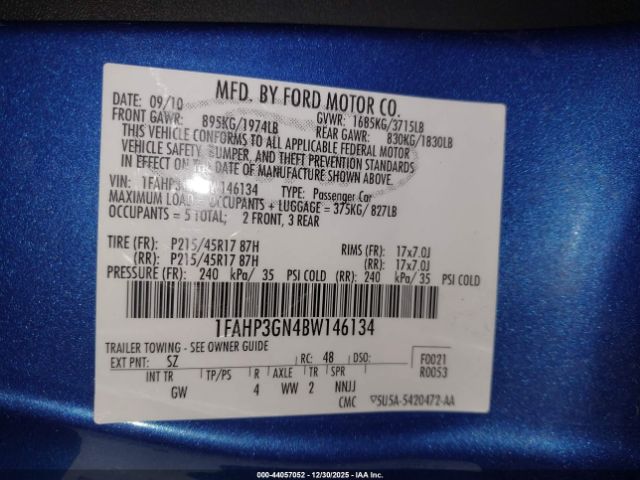 MFD. BY FORD MOTOR CO.
DATE: 09/10 GVWR: 1685KG/3715LB
FRONT GAWR: 895KG/1974LB REAR GAWR: 830KG/1830LB
THIS VEHICLE CONFORMS TO ALL APPLICABLE FEDERAL MOTOR
VEHICLE SAFETY, BUMPER, AND THEFT PREVENTION STANDARDS
IN EFFECT ON THE DATE OF MANUFACTURE SHOWN ABOVE.
VIN: 1FAHP3GN4BW146134 TYPE: Passenger Car
MAXIMUM LOAD = OCCUPANTS + LUGGAGE = 375KG/ 827LB
OCCUPANTS = 5 TOTAL; 2 FRONT, 3 REAR
TIRE (FR): P215/45R17 87H RIMS (FR): 17x7.0J
(RR): P215/45R17 87H (RR): 17x7.0J
PRESSURE (FR): 240 kPa/ 35 PSI COLD (RR): 240 kPa/ 35 PSI COLD
1FAHP3GN4BW146134
TRAILER TOWING - SEE OWNER GUIDE
EXT PNT: SZ RC: 48 DSO: F0021
R0053
INT TR TP/PS R AXLE TR SPR
GW 4 WW 2 NNJJ
CMC 5U5A-5420472-AA
000-44057052 - 12/30/2025 - IAA Inc.